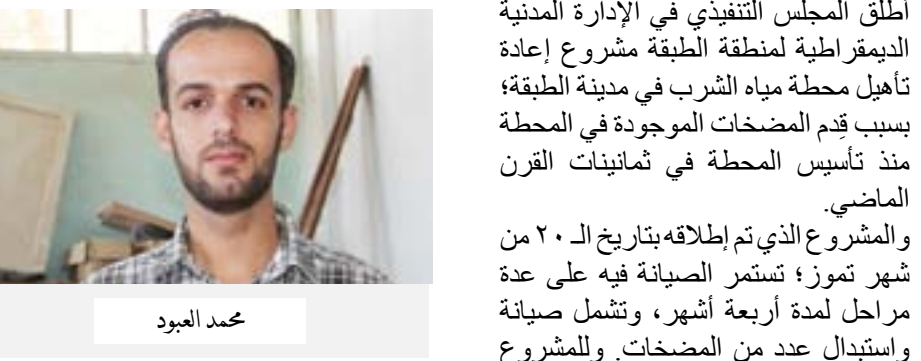 أطلق المجلس التنفيذي في الإدارة المدنية
الديمقراطية لمنطقة الطبقة مشروع إعادة
تأهيل محطة مياه الشرب في مدينة الطبقة؛
بسبب قِدم المضخات الموجودة في المحطة
منذ تأسيس المحطة في ثمانينات القرن
الماضي.
والمشروع الذي تم إطلاقه بتاريخ الـ ٢٠ من
شهر تموز؛ تستمر الصيانة فيه على عدة
مراحل لمدة أربعة أشهر، وتشمل صيانة
واستبدال عدد من المضخات. وللمشروع
محمد العبود